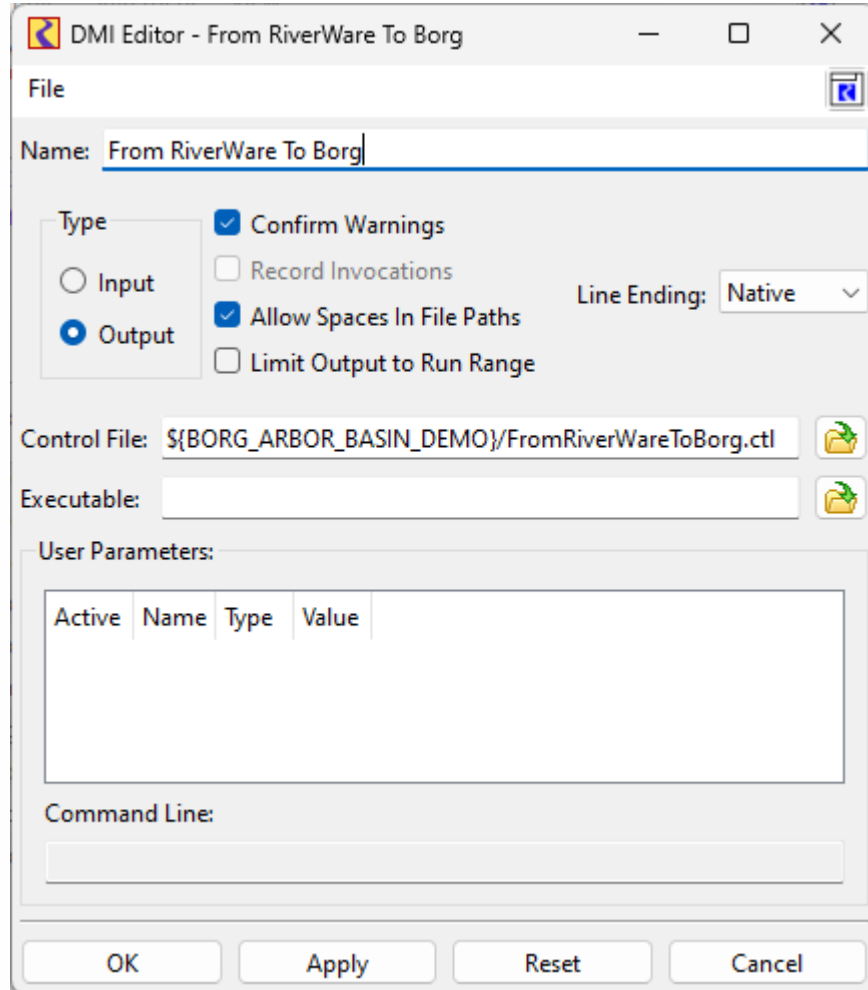 DMI Editor - From RiverWare To Borg
File
Name: From RiverWare To Borg
Type
Input
Output
Confirm Warnings
Record Invocations
Allow Spaces In File Paths
Limit Output to Run Range
Line Ending: Native
Control File: ${BORG_ARBOR_BASIN_DEMO}/FromRiverWareToBorg.ctl
Executable:
User Parameters:
Active Name Type Value
Command Line:
OK Apply Reset Cancel